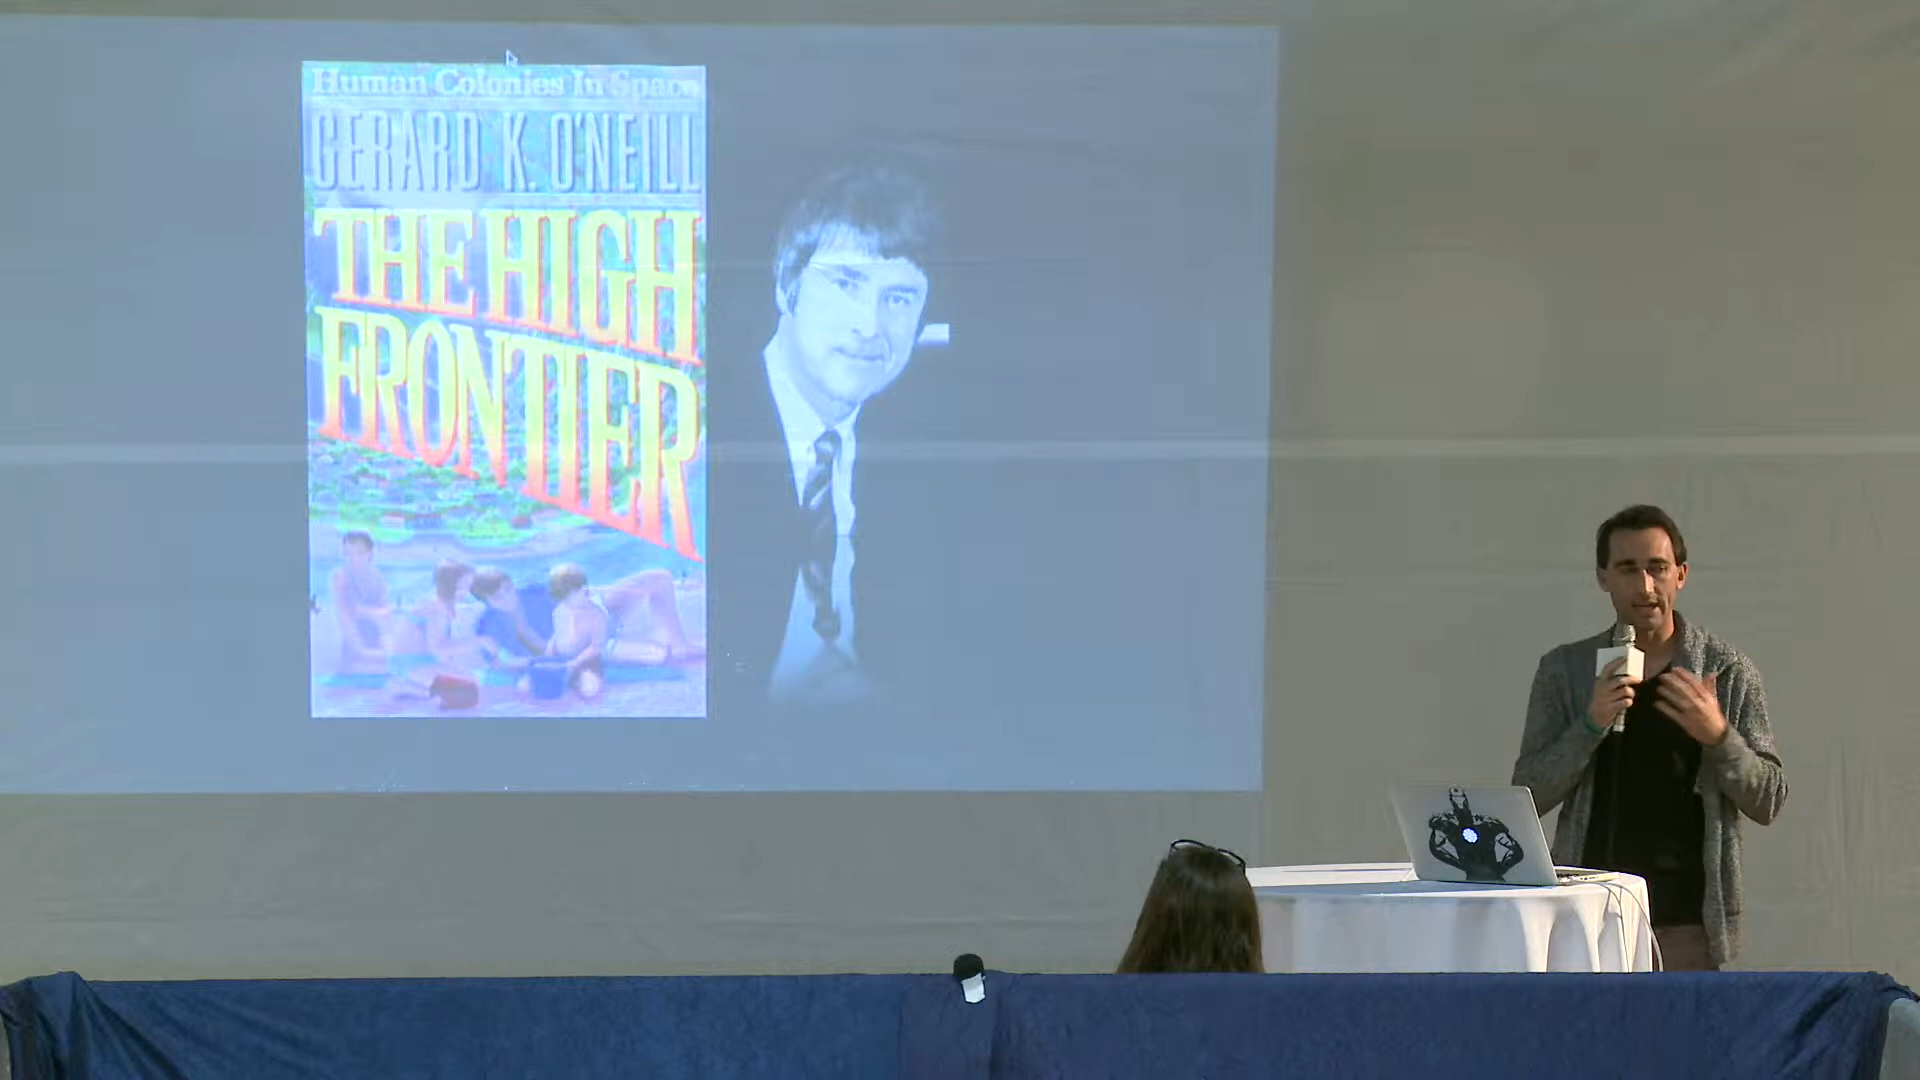 Human Colonies In Space
GERARD K. O'NEILL
THE HIGH
FRONTIER